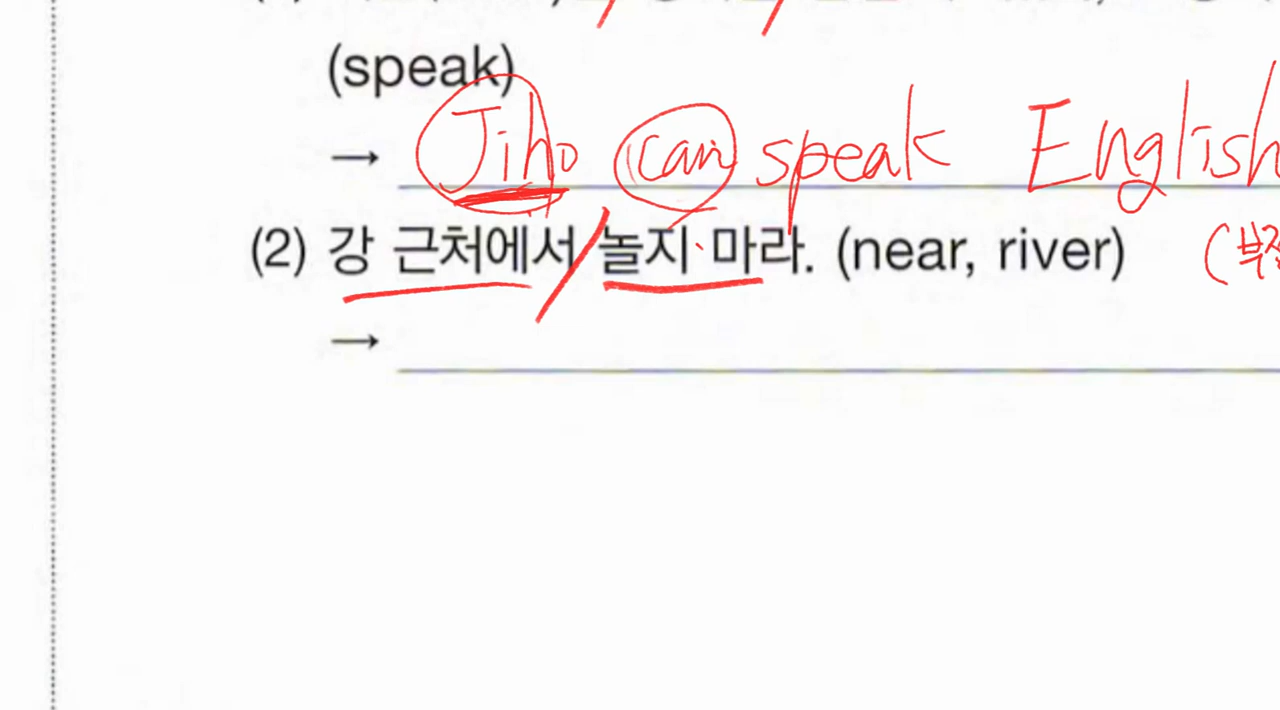 (speak)
→ Jiho can speak English
(2) 강 근처에서 / 놀지 마라. (near, river)
→